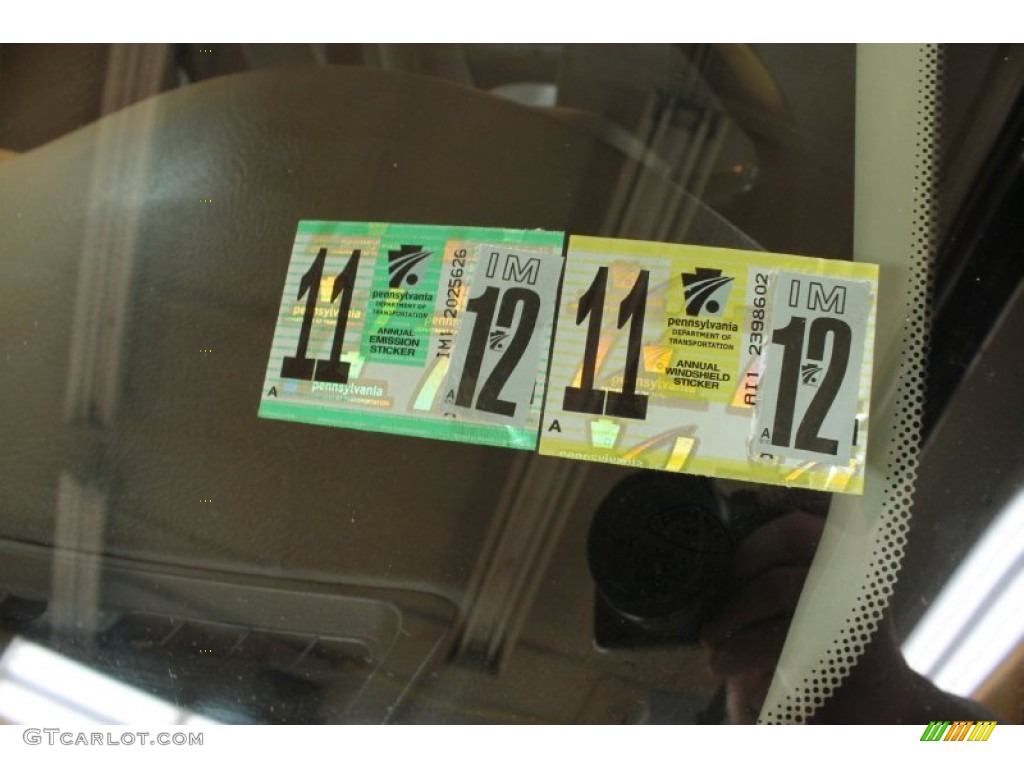 11
pennsylvania
DEPARTMENT OF
TRANSPORTATION
ANNUAL
EMISSION
STICKER
A
IM1 2025626
IM
12
A
pennsylvania
11
pennsylvania
DEPARTMENT OF
TRANSPORTATION
ANNUAL
WINDSHIELD
STICKER
A
AI1 2398602
IM
12
A
pennsylvania
GTCARLOT.COM